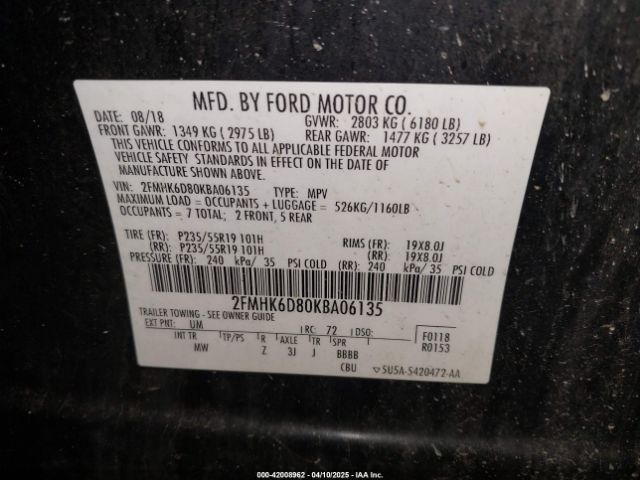 MFD. BY FORD MOTOR CO.
DATE: 08/18 GVWR: 2803 KG ( 6180 LB)
FRONT GAWR: 1349 KG ( 2975 LB) REAR GAWR: 1477 KG ( 3257 LB)
THIS VEHICLE CONFORMS TO ALL APPLICABLE FEDERAL MOTOR
VEHICLE SAFETY STANDARDS IN EFFECT ON THE DATE OF
MANUFACTURE SHOWN ABOVE.
VIN: 2FMHK6D80KBA06135 TYPE: MPV
MAXIMUM LOAD = OCCUPANTS + LUGGAGE = 526KG/1160LB
OCCUPANTS = 7 TOTAL; 2 FRONT, 5 REAR
TIRE (FR): P235/55R19 101H RIMS (FR): 19X8.0J
(RR): P235/55R19 101H (RR): 19X8.0J
PRESSURE (FR): 240 kPa/ 35 PSI COLD (RR): 240 kPa/ 35 PSI COLD
2FMHK6D80KBA06135
TRAILER TOWING - SEE OWNER GUIDE
EXT PNT: UM RC: 72 DSO: F0118
INT TR TP/PS R AXLE TR SPR R0153
MW Z 3J J BBBB
CBU ▽SU5A-S420472-AA
000-42008962 - 04/10/2025 - IAA Inc.